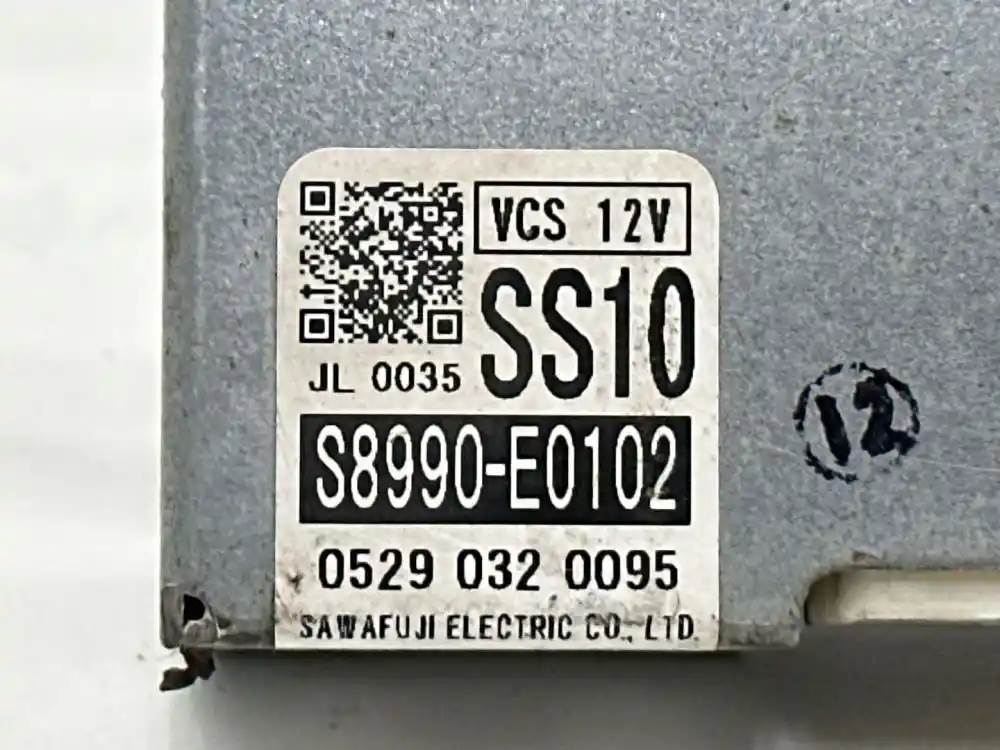 VCS 12V
SS10
JL 0035
S8990-E0102
0529 032 0095
SAWAFUJI ELECTRIC CO., LTD.
12